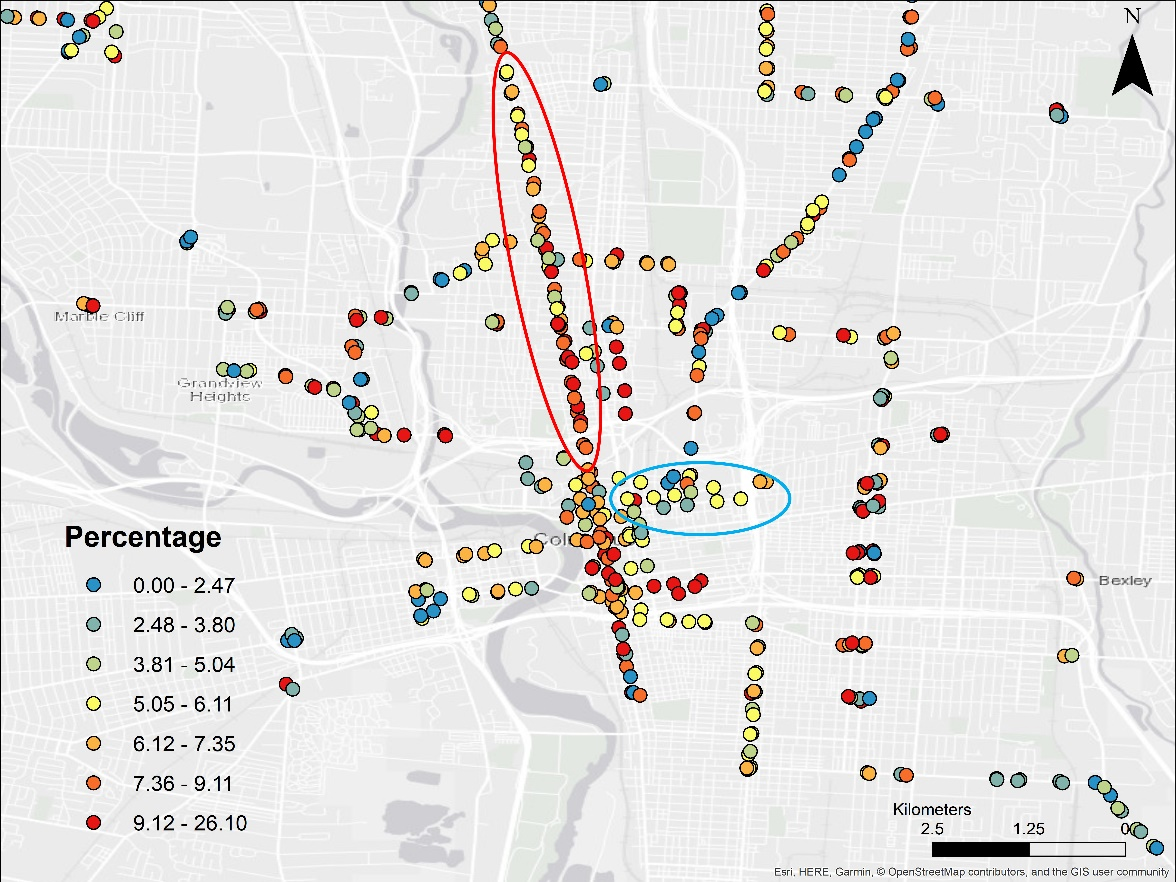 N
Marble Cliff
Grandview
Heights
Percentage
0.00 - 2.47
2.48 - 3.80
3.81 - 5.04
5.05 - 6.11
6.12 - 7.35
7.36 - 9.11
9.12 - 26.10
Bexley
Kilometers
2.5 1.25 0
Esri, HERE, Garmin, © OpenStreetMap contributors, and the GIS user community